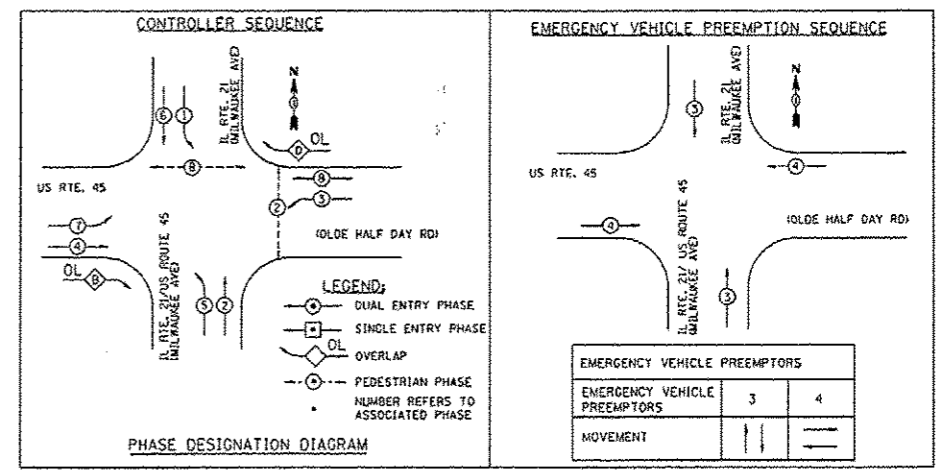 CONTROLLER SEQUENCE
IL RTE. 21
(MILWAUKEE AVE)
N
6
1
OL
D
8
8
3
2
US RTE. 45
7
4
OL
B
(OLDE HALF DAY RD)
IL RTE. 21/US ROUTE 45
(MILWAUKEE AVE)
5
2
LEGEND:
DUAL ENTRY PHASE
SINGLE ENTRY PHASE
OL
OVERLAP
PEDESTRIAN PHASE
NUMBER REFERS TO
ASSOCIATED PHASE
PHASE DESIGNATION DIAGRAM
EMERGENCY VEHICLE PREEMPTION SEQUENCE
IL RTE. 21
(MILWAUKEE AVE)
N
3
4
US RTE. 45
4
(OLDE HALF DAY RD)
IL RTE. 21/ US ROUTE 45
(MILWAUKEE AVE)
3
EMERGENCY VEHICLE PREEMPTORS
EMERGENCY VEHICLE
PREEMPTORS
3
4
MOVEMENT